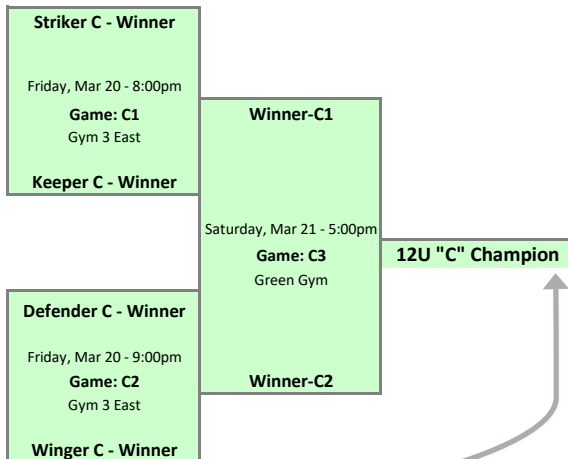 Striker C - Winner
Friday, Mar 20 - 8:00pm
Game: C1
Gym 3 East
Keeper C - Winner
Winner-C1
Saturday, Mar 21 - 5:00pm
Game: C3
Green Gym
Winner-C2
12U "C" Champion
Defender C - Winner
Friday, Mar 20 - 9:00pm
Game: C2
Gym 3 East
Winger C - Winner